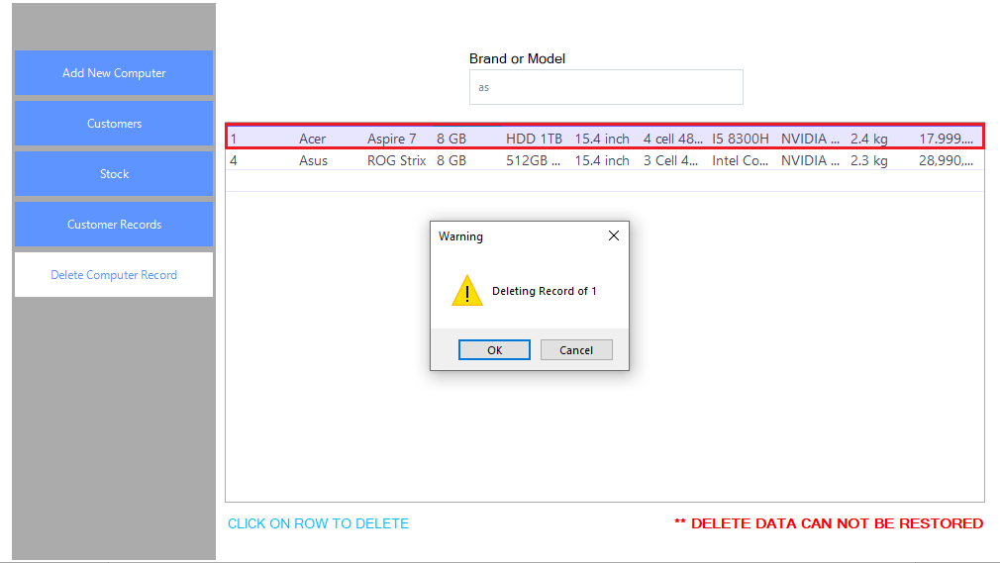 Add New Computer
Customers
Stock
Customer Records
Delete Computer Record
Brand or Model
as
1 Acer Aspire 7 8 GB HDD 1TB 15.4 inch 4 cell 48... I5 8300H NVIDIA ... 2.4 kg 17.999,...
4 Asus ROG Strix 8 GB 512GB ... 15.4 inch 3 Cell 4... Intel Co... NVIDIA ... 2.3 kg 28,990,...
Warning
Deleting Record of 1
OK Cancel
CLICK ON ROW TO DELETE
** DELETE DATA CAN NOT BE RESTORED